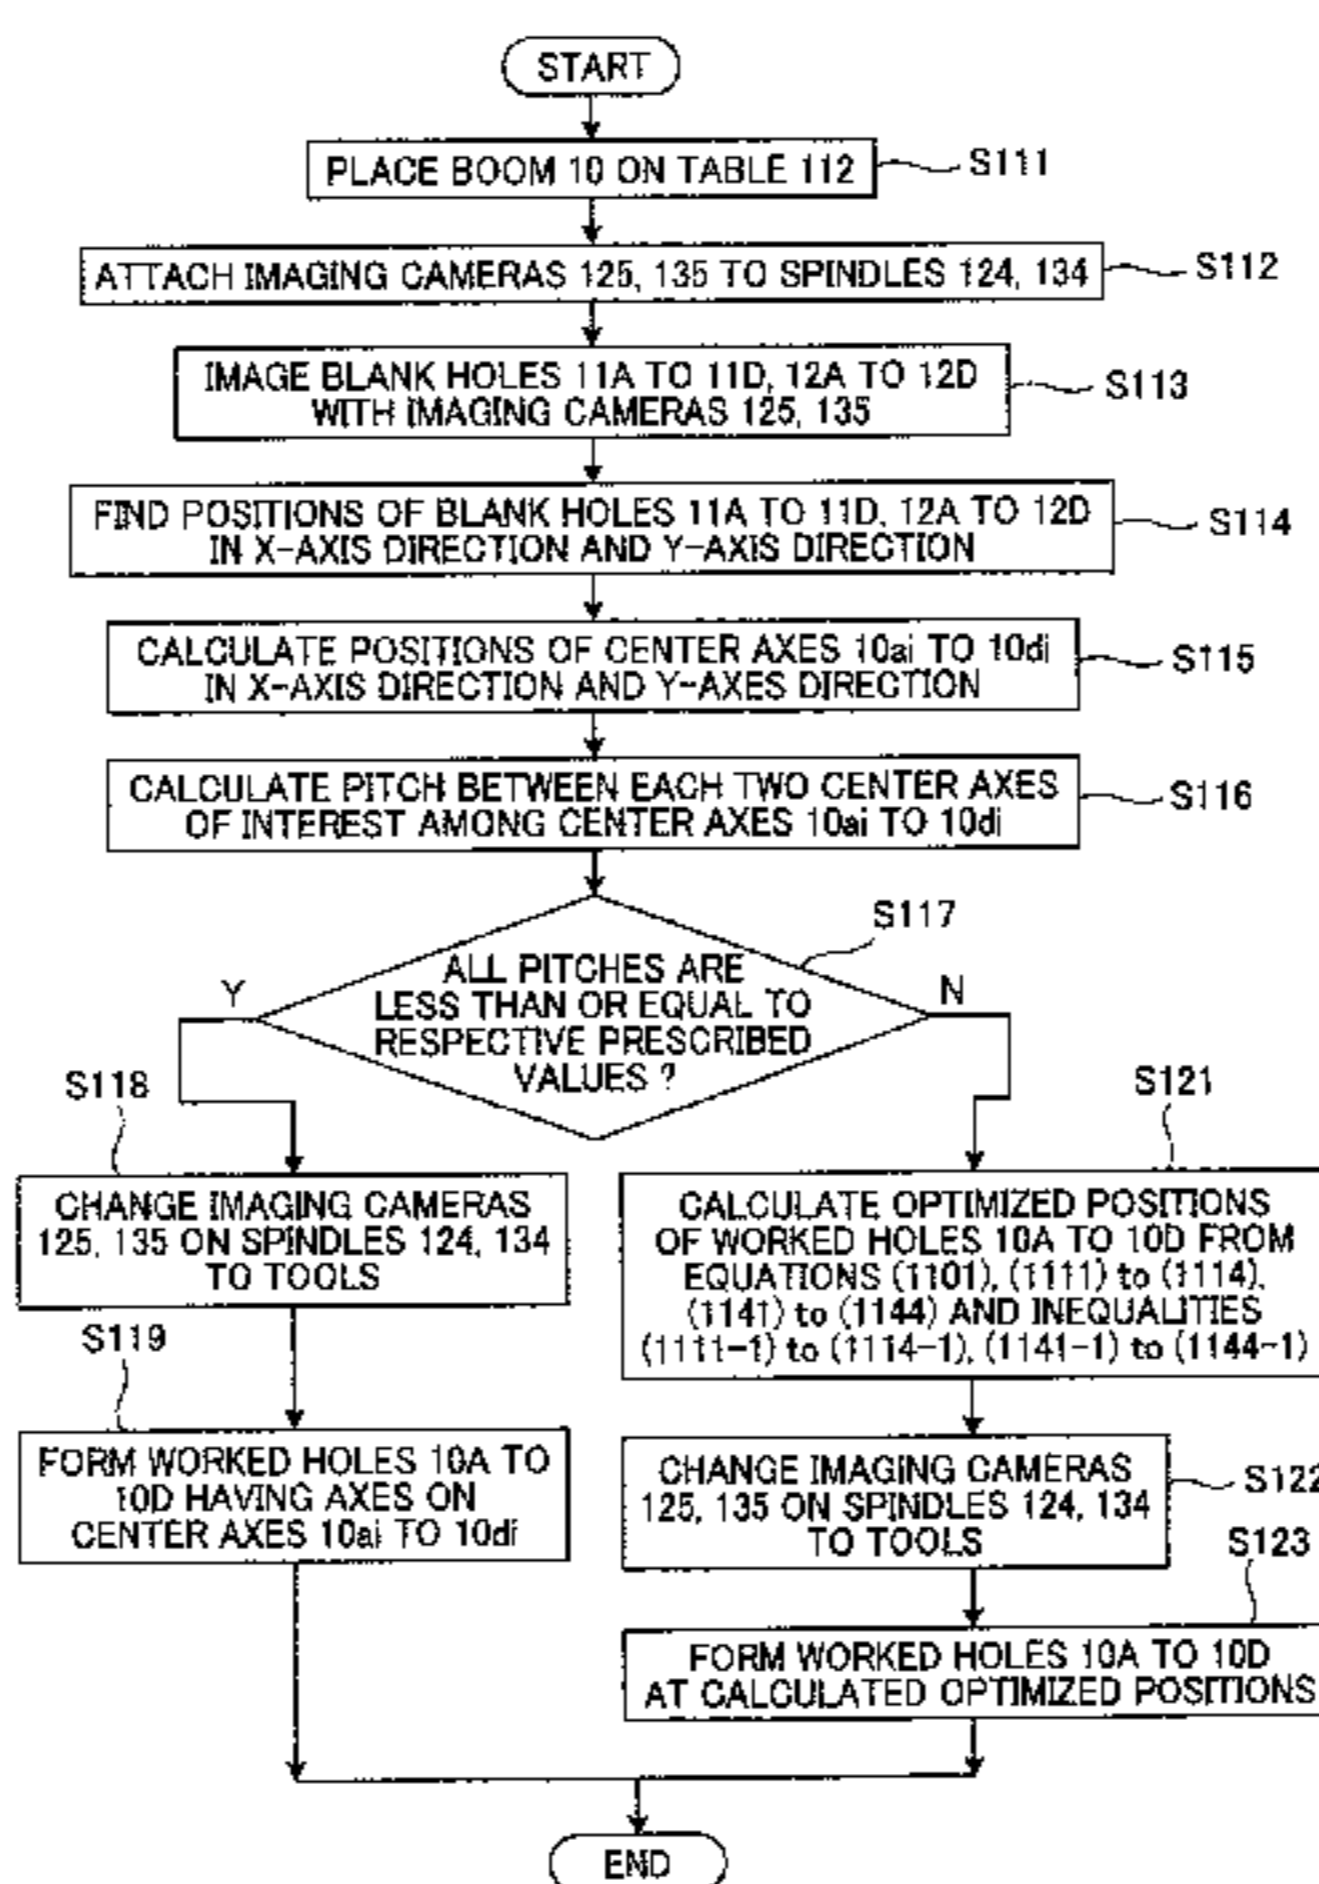 START
PLACE BOOM 10 ON TABLE 112
S111
ATTACH IMAGING CAMERAS 125, 135 TO SPINDLES 124, 134
S112
IMAGE BLANK HOLES 11A TO 11D, 12A TO 12D
WITH IMAGING CAMERAS 125, 135
S113
FIND POSITIONS OF BLANK HOLES 11A TO 11D, 12A TO 12D
IN X-AXIS DIRECTION AND Y-AXIS DIRECTION
S114
CALCULATE POSITIONS OF CENTER AXES 10ai TO 10di
IN X-AXIS DIRECTION AND Y-AXES DIRECTION
S115
CALCULATE PITCH BETWEEN EACH TWO CENTER AXES
OF INTEREST AMONG CENTER AXES 10ai TO 10di
S116
S117
ALL PITCHES ARE
LESS THAN OR EQUAL TO
RESPECTIVE PRESCRIBED
VALUES ?
Y
N
S118
CHANGE IMAGING CAMERAS
125, 135 ON SPINDLES 124, 134
TO TOOLS
S119
FORM WORKED HOLES 10A TO
10D HAVING AXES ON
CENTER AXES 10ai TO 10di
S121
CALCULATE OPTIMIZED POSITIONS
OF WORKED HOLES 10A TO 10D FROM
EQUATIONS (1101), (1111) to (1114),
(1141) to (1144) AND INEQUALITIES
(1111-1) to (1114-1), (1141-1) to (1144-1)
CHANGE IMAGING CAMERAS
125, 135 ON SPINDLES 124, 134
TO TOOLS
S122
S123
FORM WORKED HOLES 10A TO 10D
AT CALCULATED OPTIMIZED POSITIONS
END